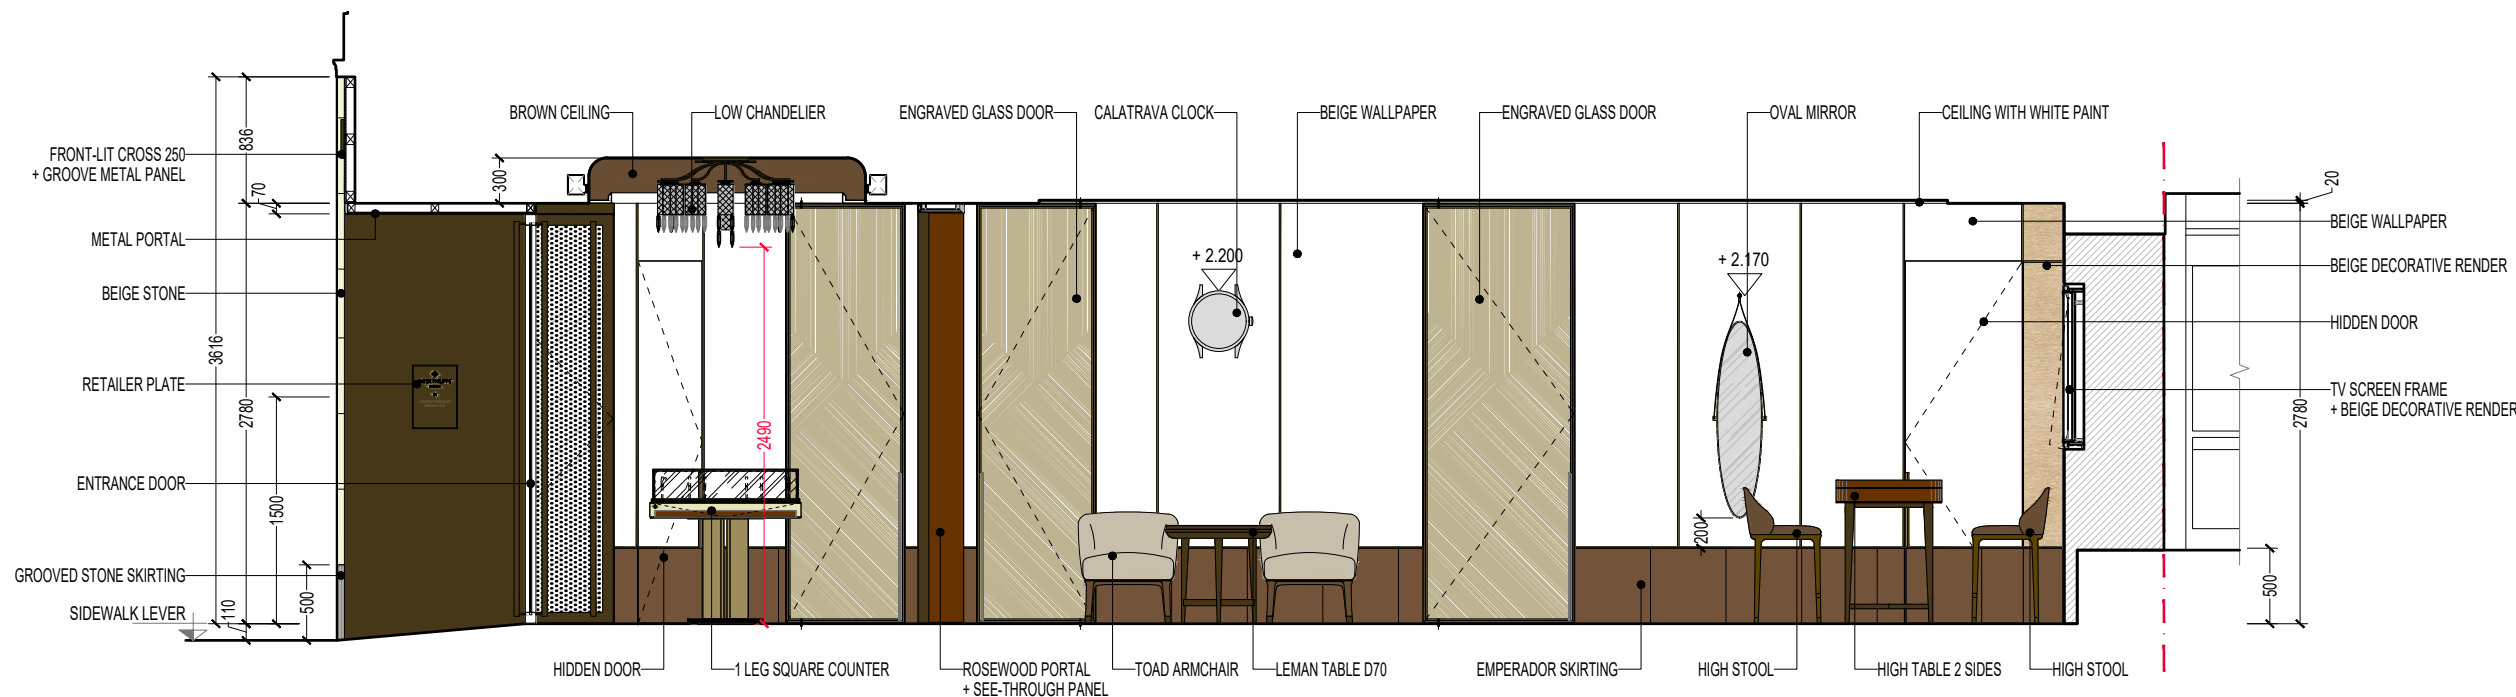 BROWN CEILING
LOW CHANDELIER
ENGRAVED GLASS DOOR
CALATRAVA CLOCK
BEIGE WALLPAPER
ENGRAVED GLASS DOOR
OVAL MIRROR
CEILING WITH WHITE PAINT
FRONT-LIT CROSS 250
+ GROOVE METAL PANEL
METAL PORTAL
BEIGE STONE
RETAILER PLATE
ENTRANCE DOOR
GROOVED STONE SKIRTING
SIDEWALK LEVER
3616
836
70
2780
1500
110
500
300
2490
+ 2.200
+ 2.170
200
20
2780
500
BEIGE WALLPAPER
BEIGE DECORATIVE RENDER
HIDDEN DOOR
TV SCREEN FRAME
+ BEIGE DECORATIVE RENDER
HIDDEN DOOR
1 LEG SQUARE COUNTER
ROSEWOOD PORTAL
+ SEE-THROUGH PANEL
TOAD ARMCHAIR
LEMAN TABLE D70
EMPERADOR SKIRTING
HIGH STOOL
HIGH TABLE 2 SIDES
HIGH STOOL